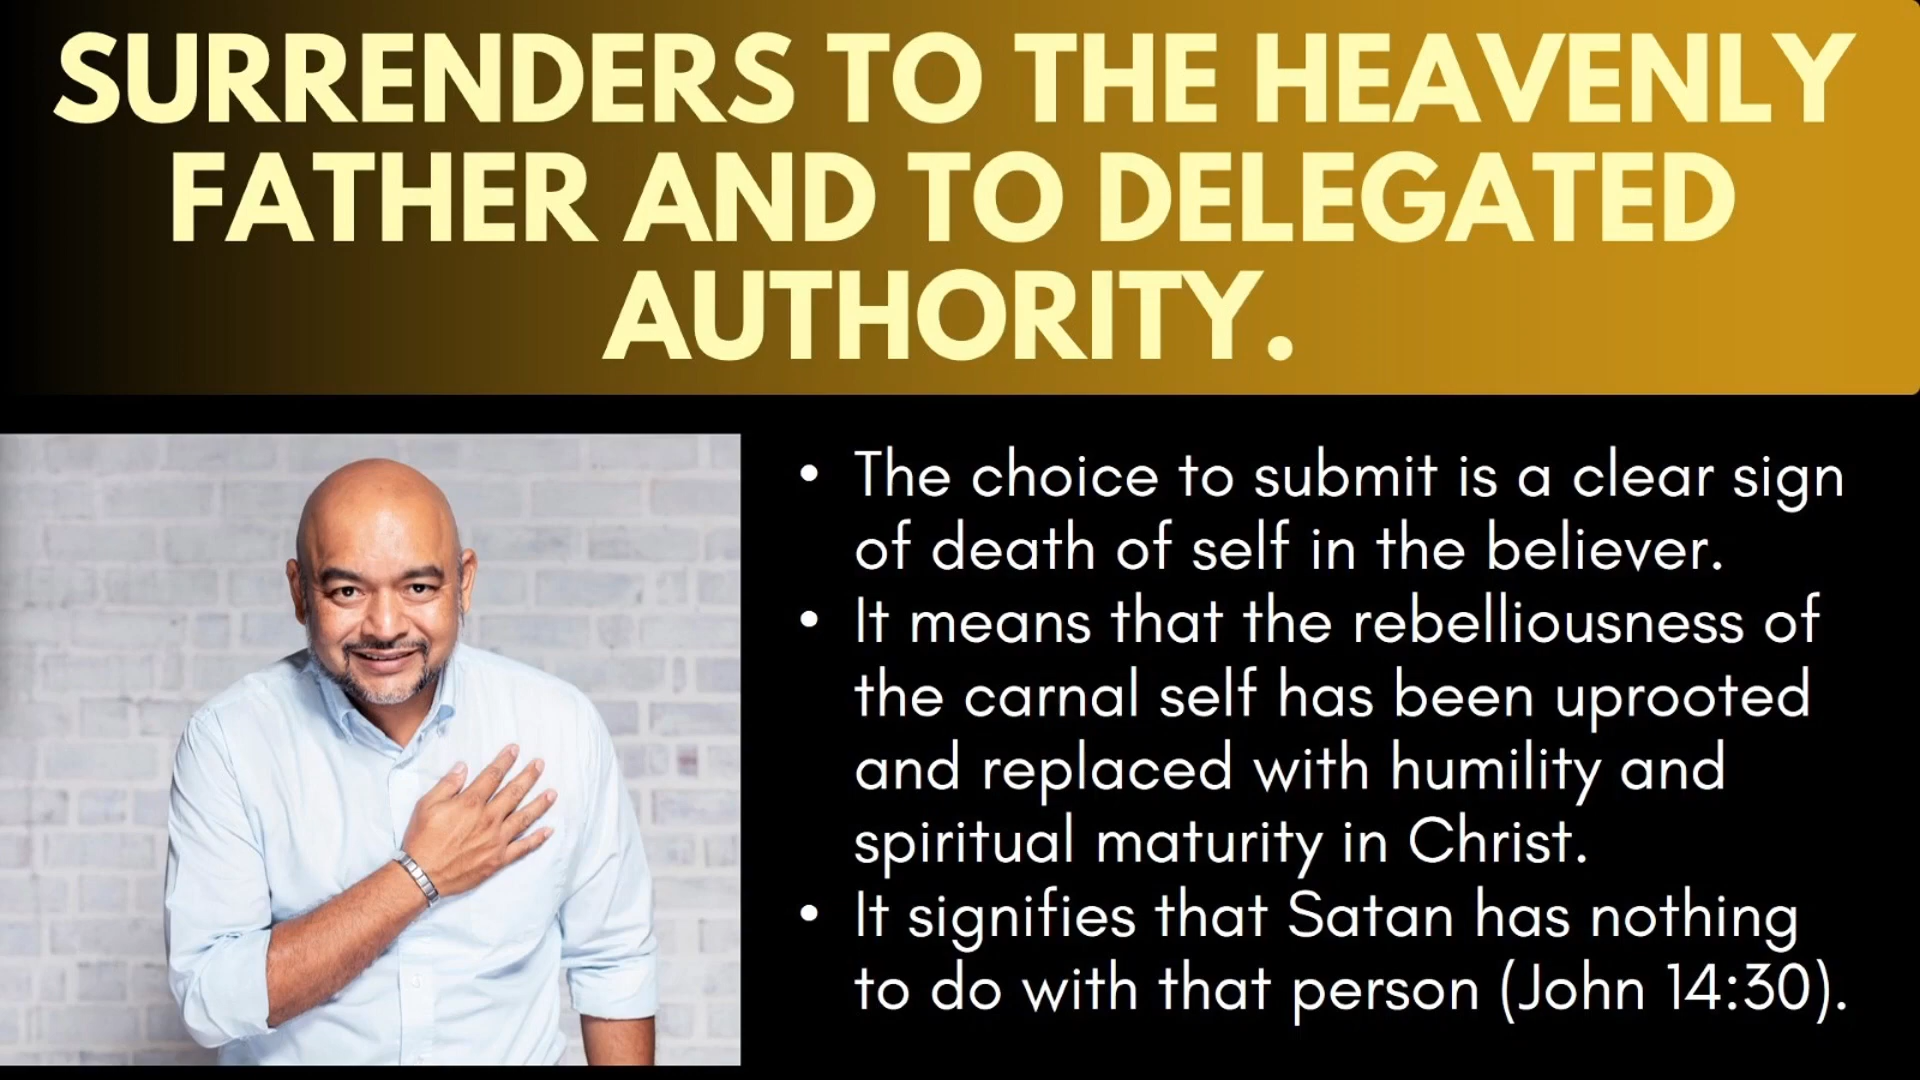 SURRENDERS TO THE HEAVENLY
FATHER AND TO DELEGATED
AUTHORITY.
• The choice to submit is a clear sign
of death of self in the believer.
• It means that the rebelliousness of
the carnal self has been uprooted
and replaced with humility and
spiritual maturity in Christ.
• It signifies that Satan has nothing
to do with that person (John 14:30).